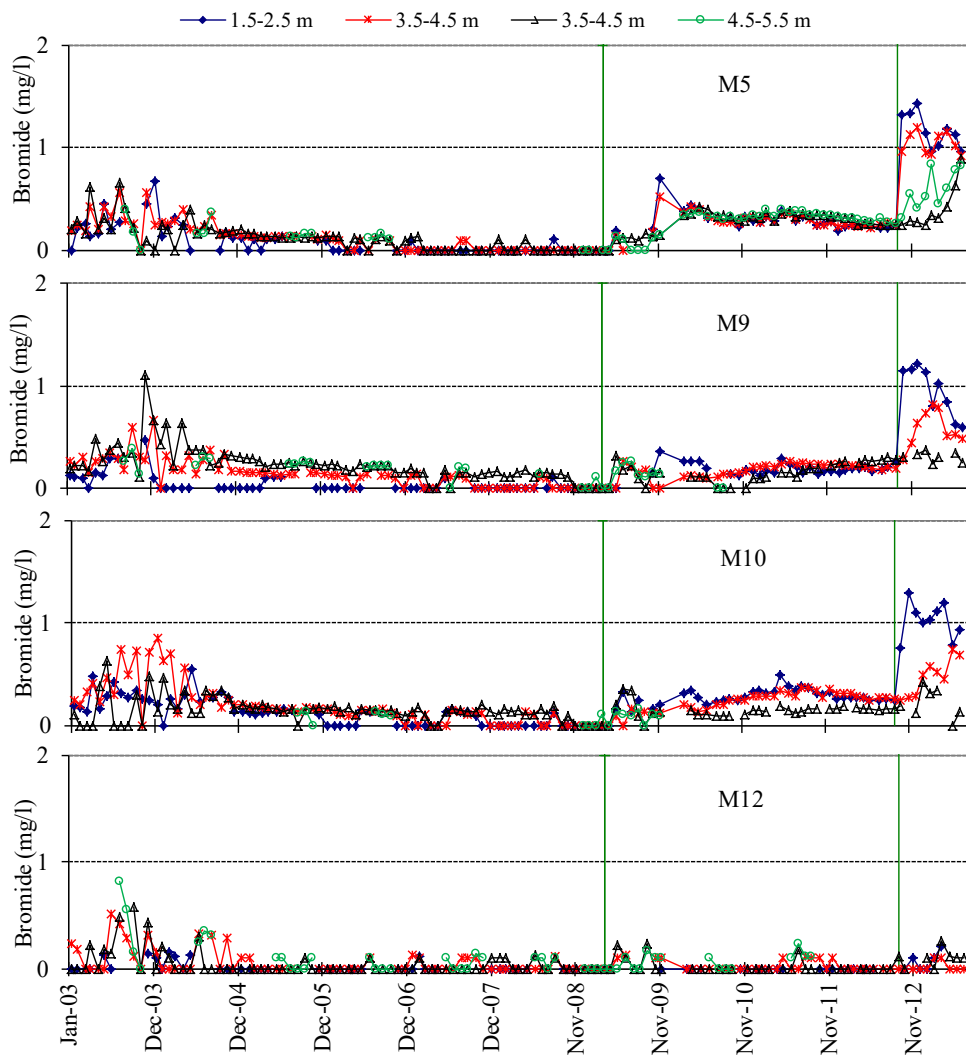 1.5-2.5 m 3.5-4.5 m 3.5-4.5 m 4.5-5.5 m
2
1
0
Bromide (mg/l)
M5
2
1
0
Bromide (mg/l)
M9
2
1
0
Bromide (mg/l)
M10
2
1
0
Bromide (mg/l)
M12
Jan-03
Dec-03
Dec-04
Dec-05
Dec-06
Dec-07
Nov-08
Nov-09
Nov-10
Nov-11
Nov-12